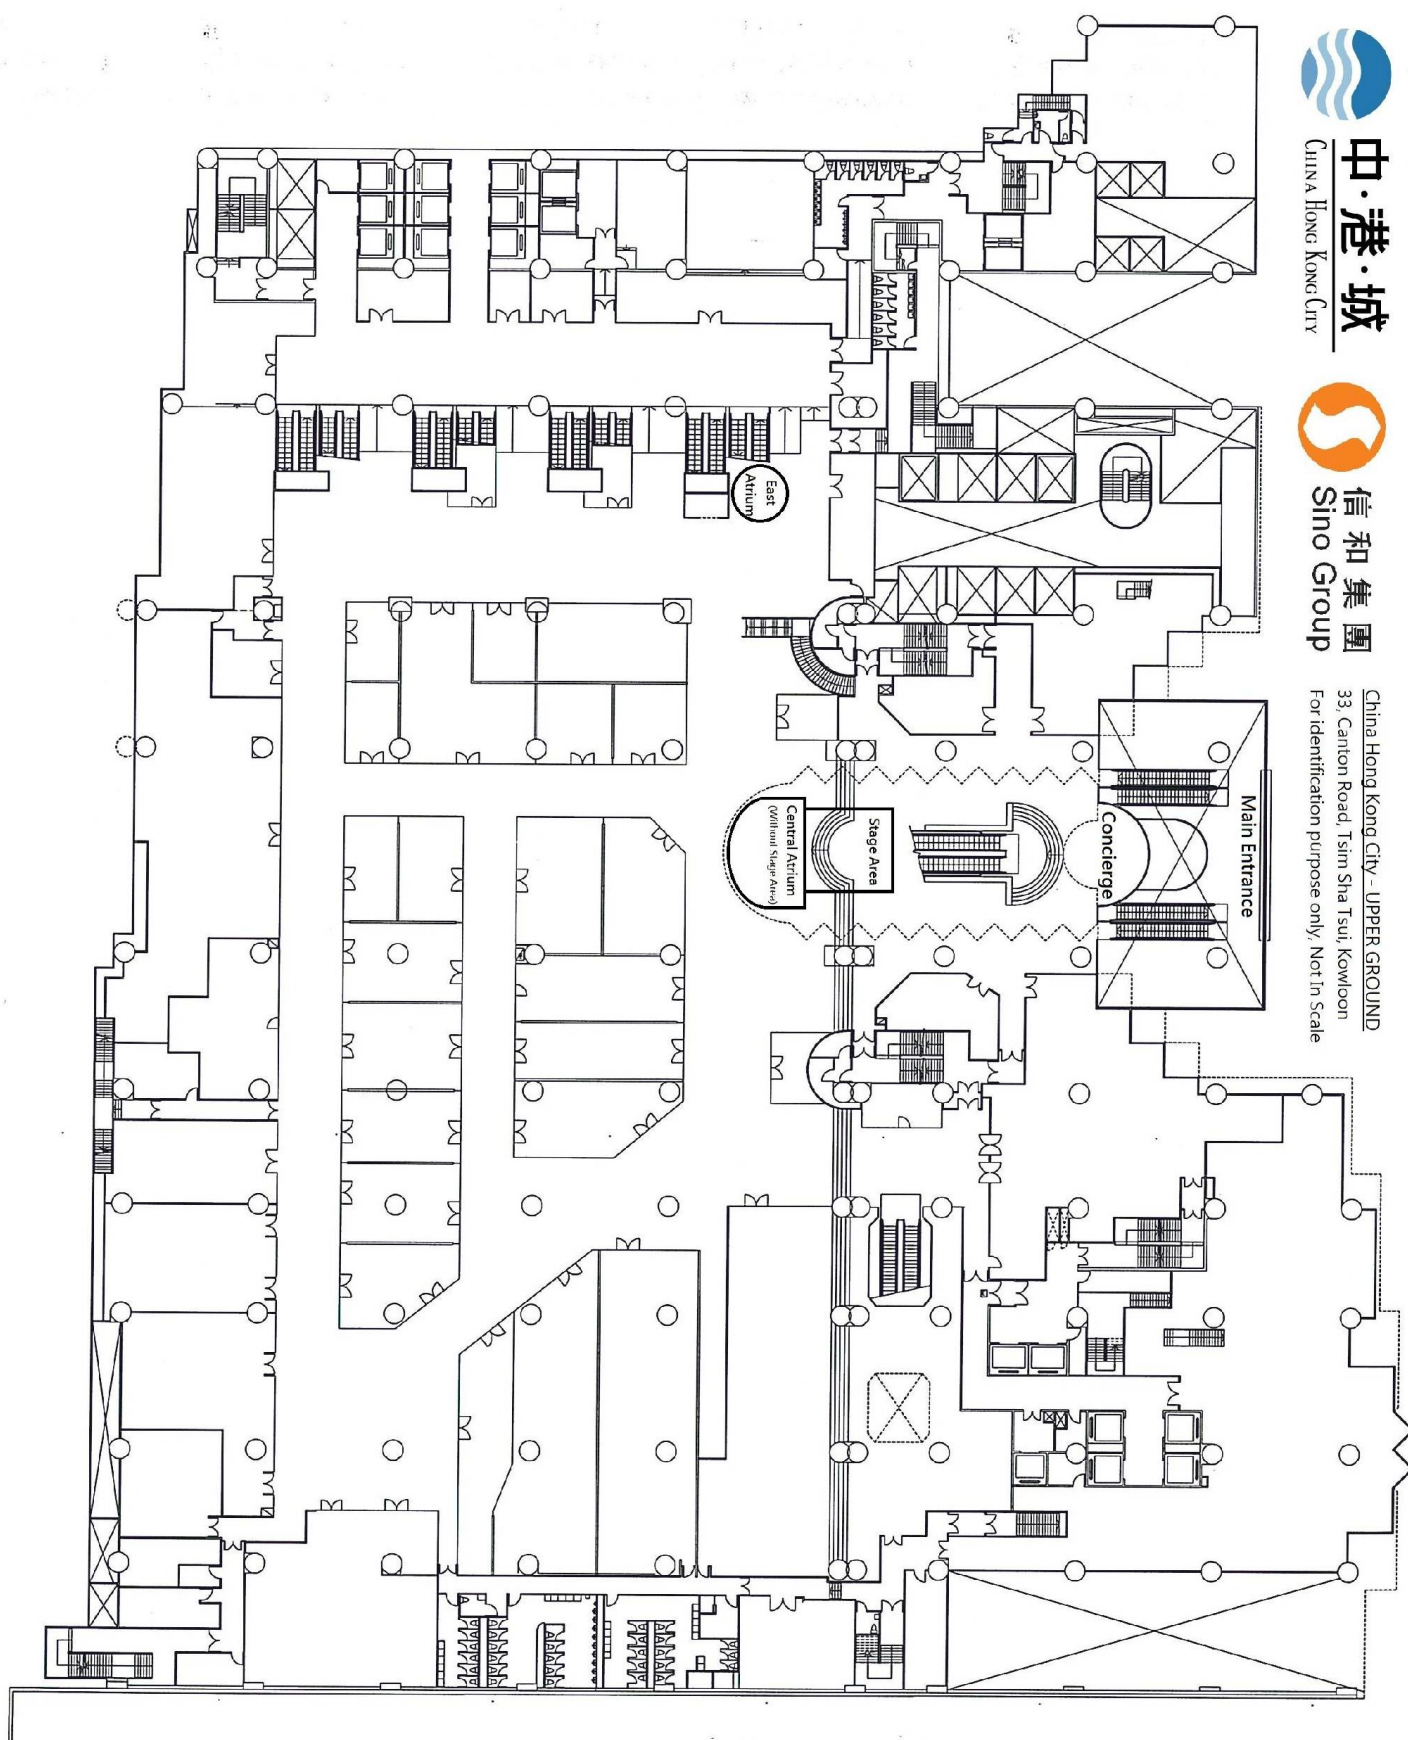 中·港·城
CHINA HONG KONG CITY
信和集團
Sino Group
China Hong Kong City - UPPER GROUND
33, Canton Road, Tsim Sha Tsui, Kowloon
For identification purpose only, Not In Scale
Main Entrance
Concierge
Stage Area
Central Atrium
(Without Stage Area)
East
Atrium